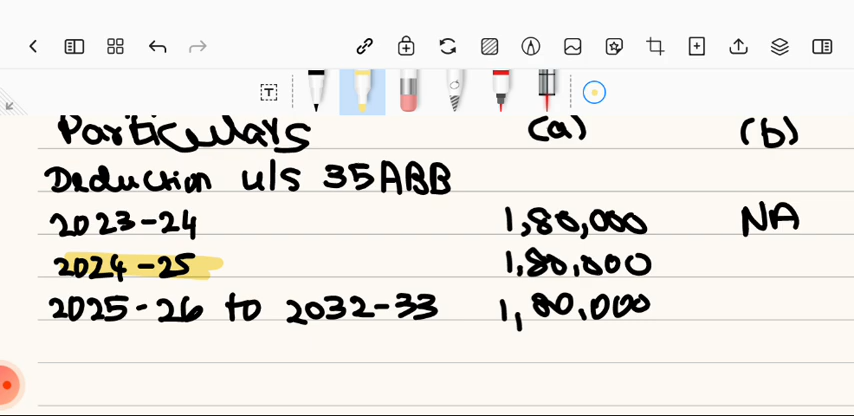 Particulars (a) (b)
Deduction u/s 35ABB
2023-24 1,80,000 NA
2024-25 1,80,000
2025-26 to 2032-33 1,80,000